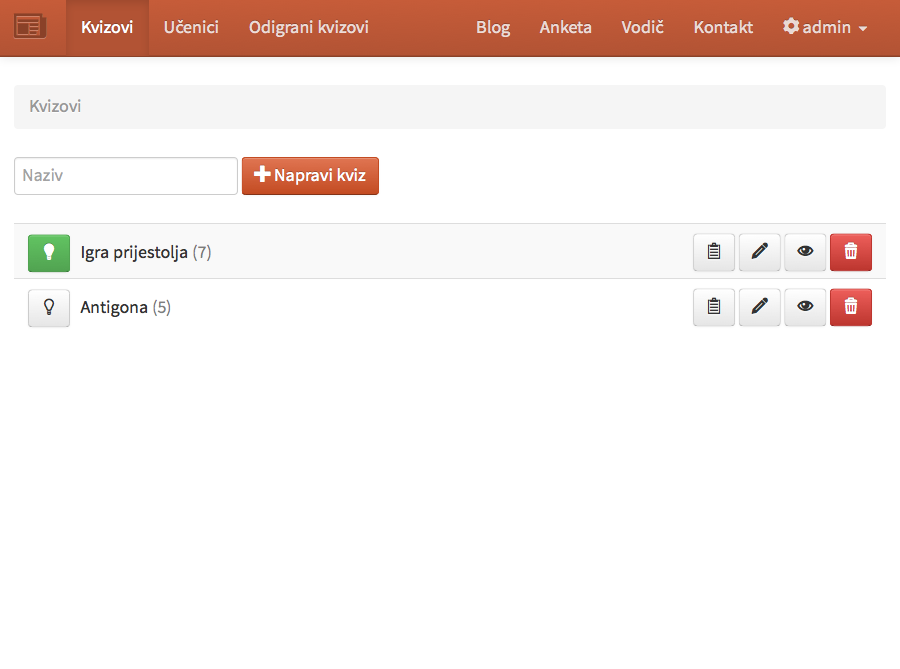 Kvizovi Učenici Odigrani kvizovi Blog Anketa Vodič Kontakt admin
Kvizovi
Naziv Napravi kviz
Igra prijestolja (7)
Antigona (5)